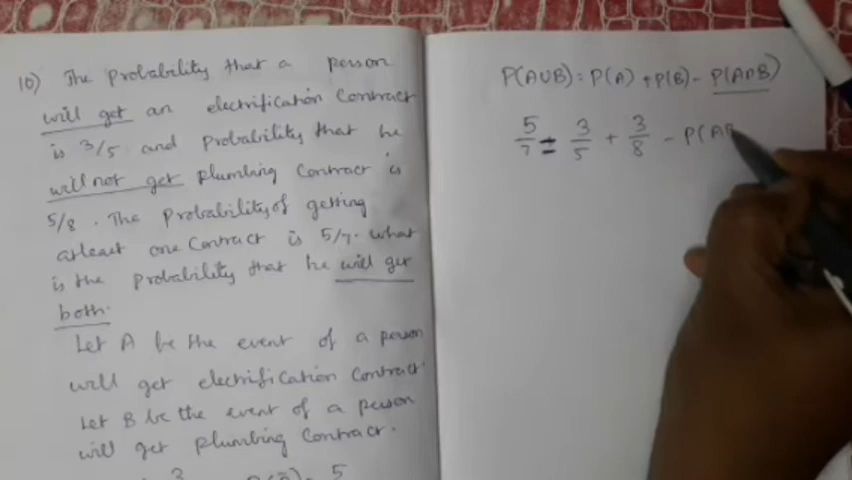 10) The Probability that a person
will get an electrification Contract
is 3/5 and Probability that he
will not get plumbing Contract is
5/8. The Probability of getting
atleast one Contract is 5/7. what
is the probability that he will get
both.
Let A be the event of a person
will get electrification Contract.
Let B be the event of a person
will get plumbing Contract.
P(A∪B) = P(A) + P(B) - P(A∩B)
5/7 = 3/5 + 3/8 - P(A